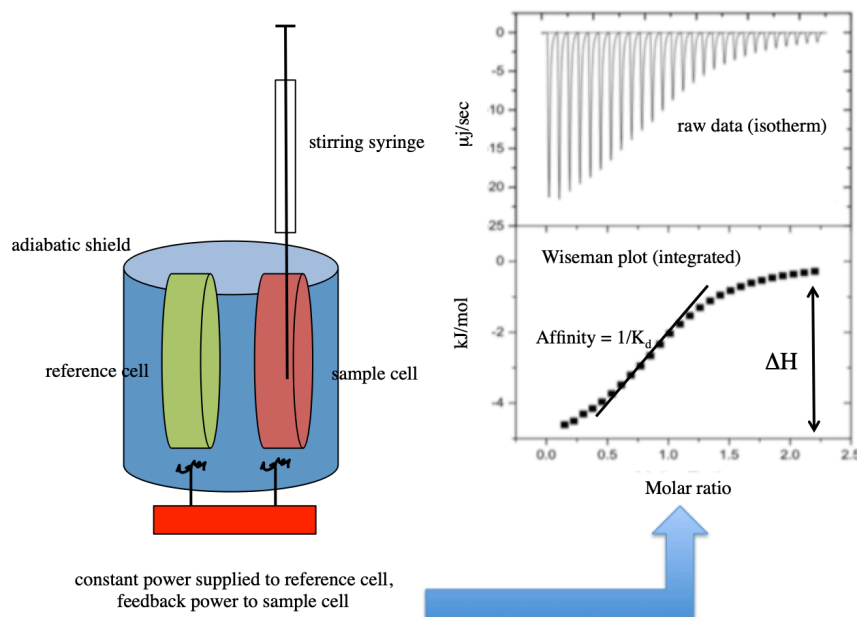 stirring syringe
adiabatic shield
reference cell
sample cell
constant power supplied to reference cell,
feedback power to sample cell
0
-5
-10
-15
20
25
µj/sec
raw data (isotherm)
Wiseman plot (integrated)
0
-2
-4
kJ/mol
Affinity = 1/Kd
ΔH
0.0
0.5
1.0
1.5
2.0
2.5
Molar ratio